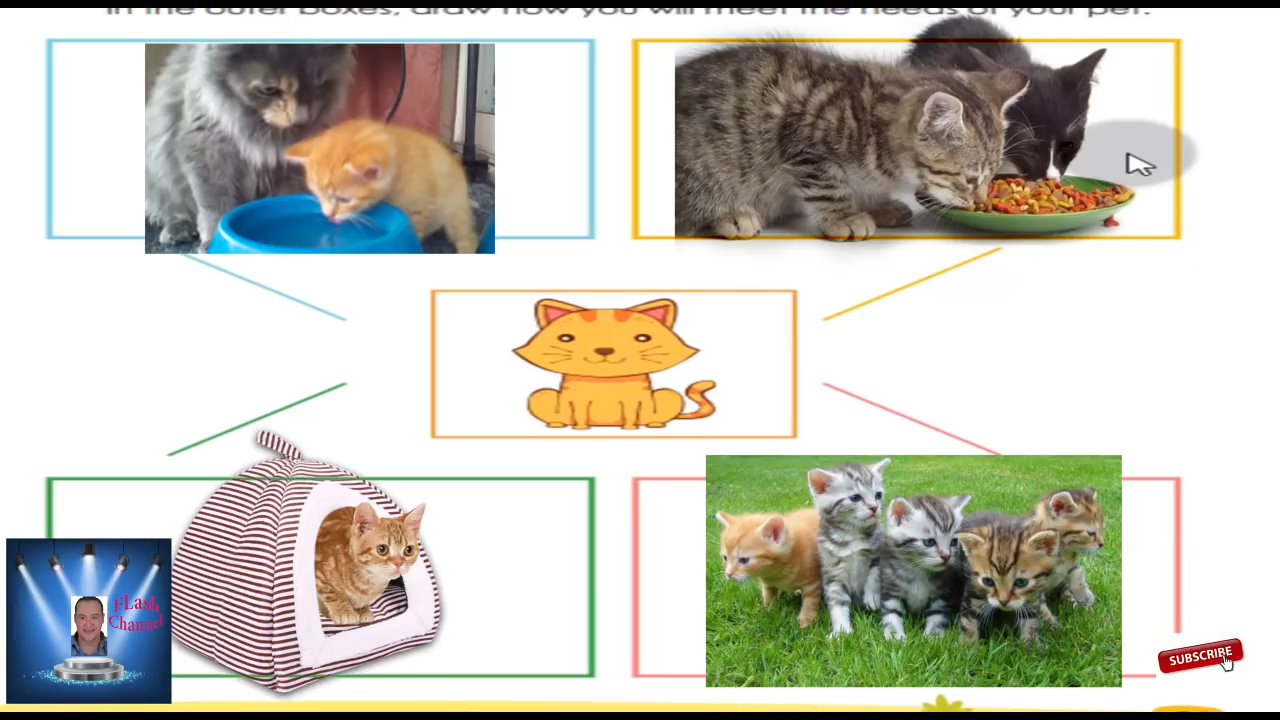 In the outer boxes, draw how you will meet the needs of your pet.
FLash
Channel
SUBSCRIBE